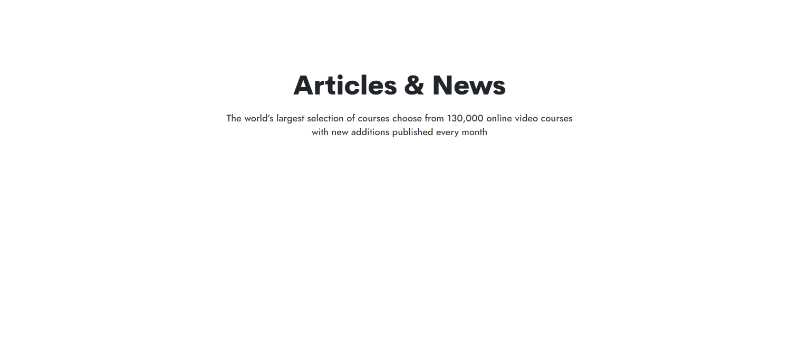 Articles & News
The world's largest selection of courses choose from 130,000 online video courses
with new additions published every month